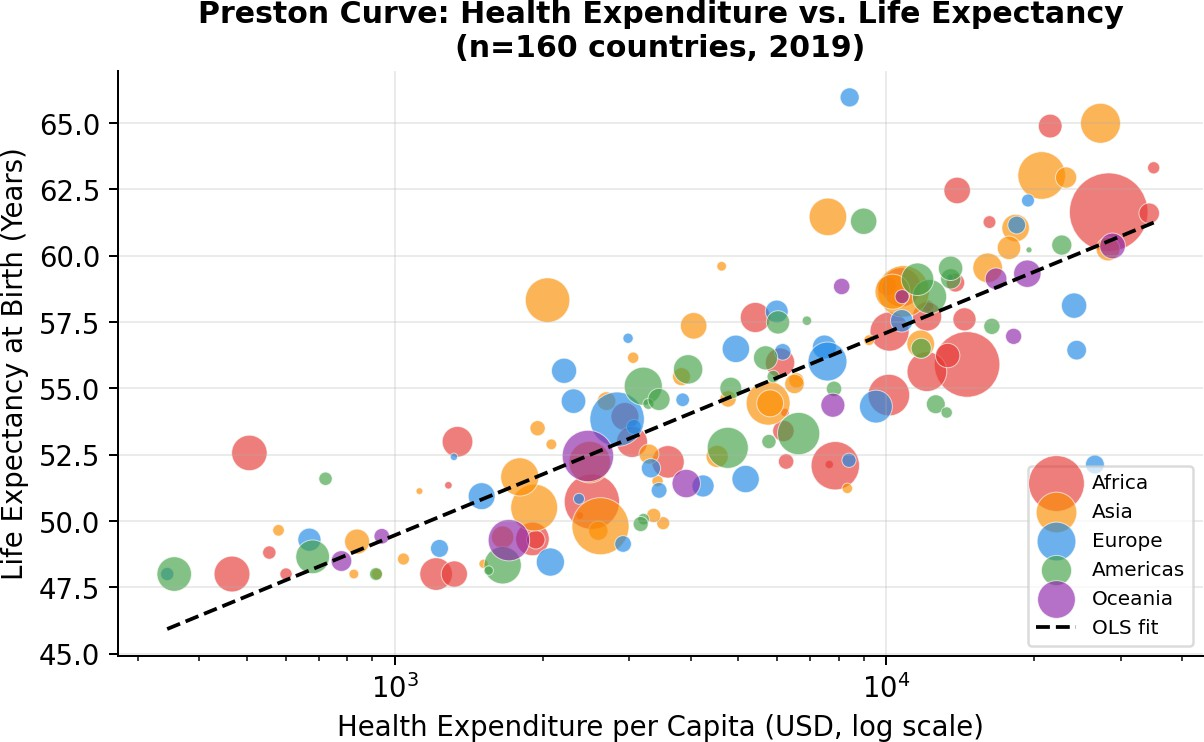 Preston Curve: Health Expenditure vs. Life Expectancy
(n=160 countries, 2019)
Life Expectancy at Birth (Years)
65.0
62.5
60.0
57.5
55.0
52.5
50.0
47.5
45.0
10³
10⁴
Health Expenditure per Capita (USD, log scale)
Africa
Asia
Europe
Americas
Oceania
OLS fit